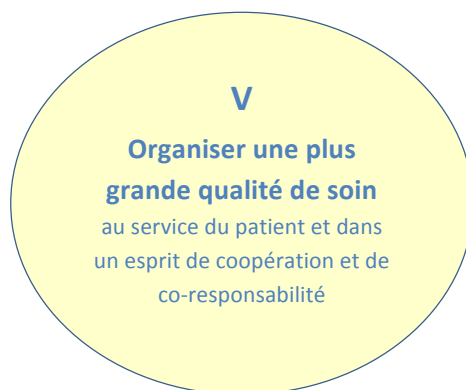 V
Organiser une plus
grande qualité de soin
au service du patient et dans
un esprit de coopération et de
co-responsabilité